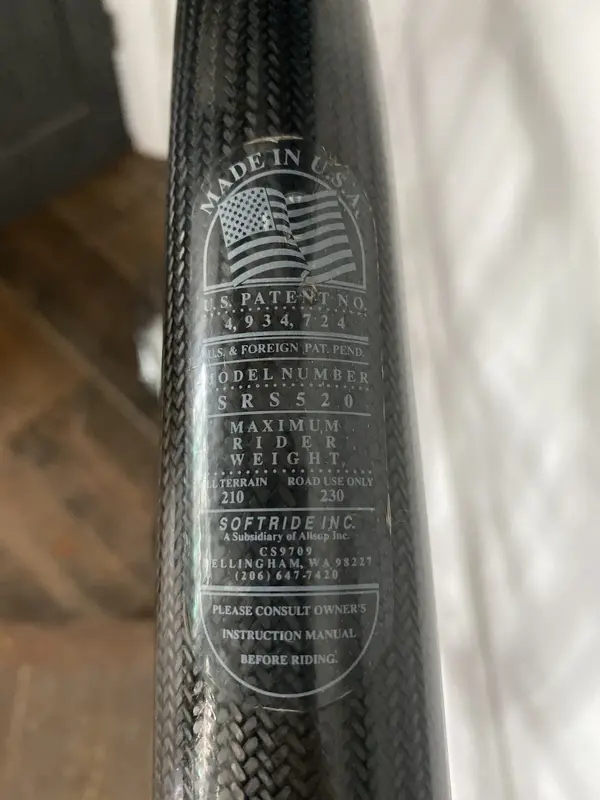 MADE IN U.S.A.
U.S. PATENT NO.
4,934,724
U.S. & FOREIGN PAT. PEND.
MODEL NUMBER
SRS520
MAXIMUM
RIDER
WEIGHT
ALL TERRAIN ROAD USE ONLY
210 230
SOFTRIDE INC.
A Subsidiary of Allsop Inc.
CS9709
BELLINGHAM, WA 98227
(206) 647-7420
PLEASE CONSULT OWNER'S
INSTRUCTION MANUAL
BEFORE RIDING.